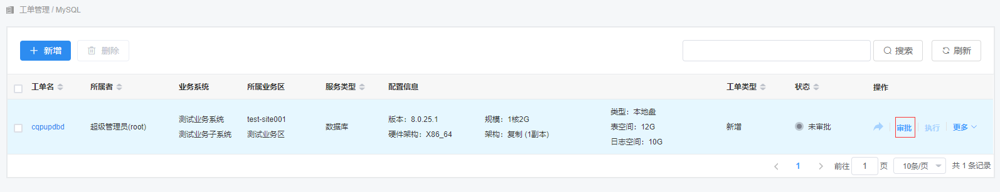 工单管理 / MySQL
新增 删除 搜索 刷新
工单名 所属者 业务系统 所属业务区 服务类型 配置信息 工单类型 状态 操作
cqpupdbd 超级管理员(root) 测试业务系统 test-site001 数据库 版本：8.0.25.1 规模：1核2G 类型：本地盘 新增 未审批 审批 执行 更多
测试业务子系统 测试业务区 硬件架构：X86_64 架构：复制 (1副本) 表空间：12G
日志空间：10G
1 前往 1 页 10条/页 共 1 条记录